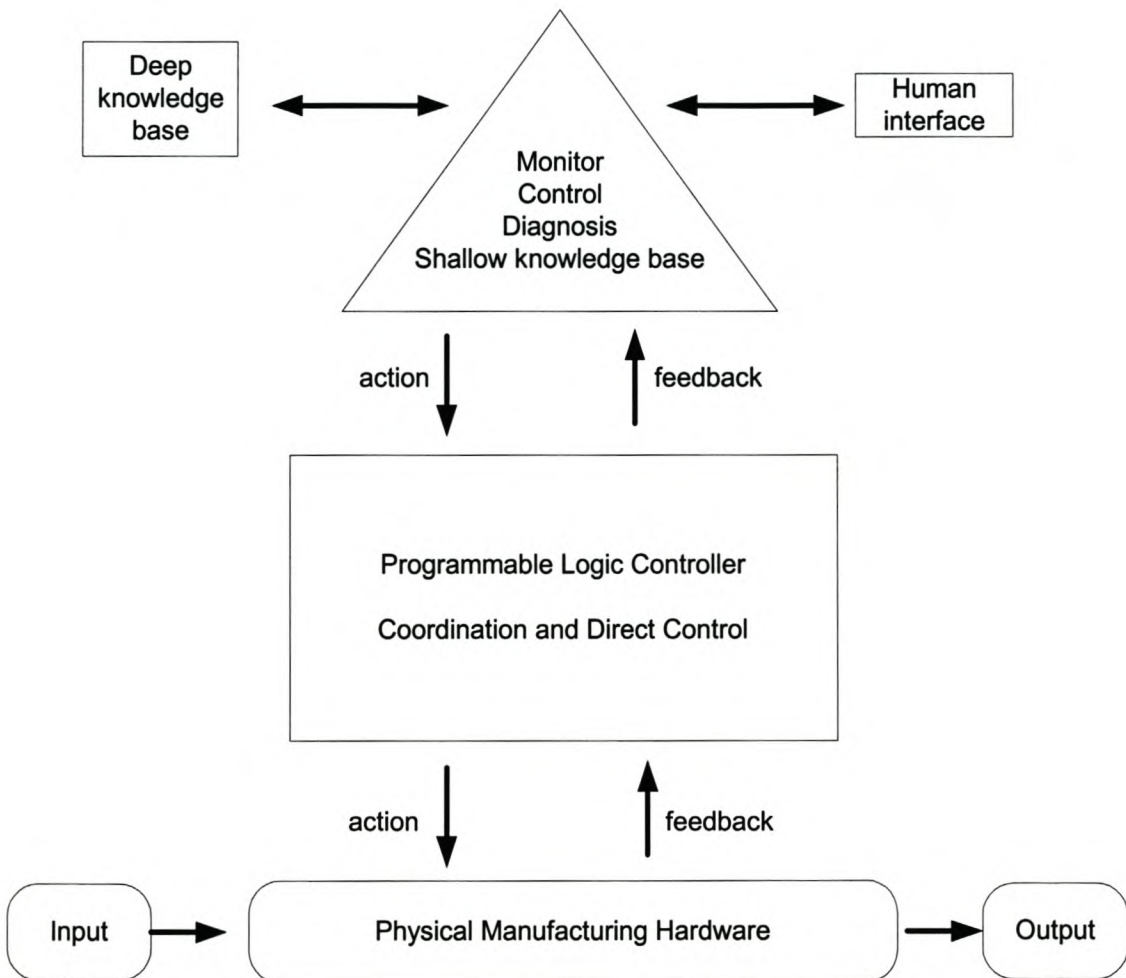 Deep
knowledge
base
Human
interface
Monitor
Control
Diagnosis
Shallow knowledge base
action
feedback
Programmable Logic Controller
Coordination and Direct Control
action
feedback
Input
Physical Manufacturing Hardware
Output